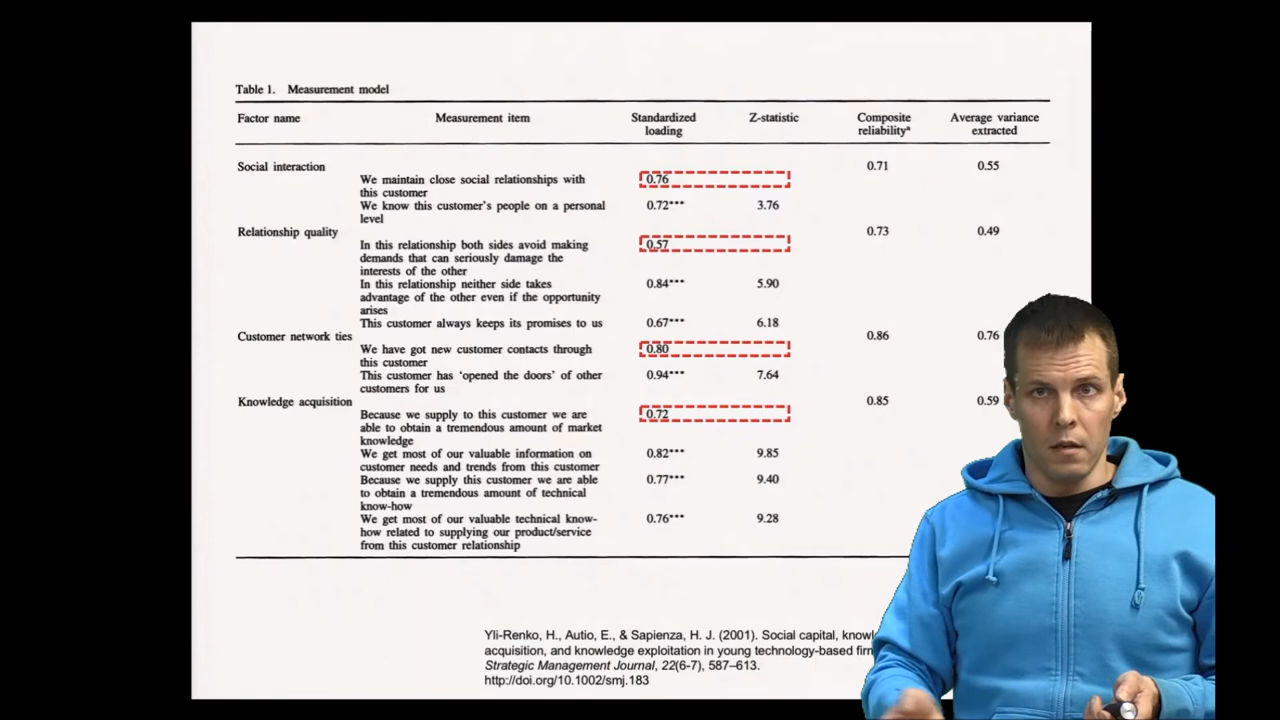 Table 1. Measurement model
Factor name Measurement item Standardized loading Z-statistic Composite reliabilityª Average variance extracted
Social interaction 0.71 0.55
We maintain close social relationships with 0.76
this customer
We know this customer's people on a personal 0.72*** 3.76
level
Relationship quality 0.73 0.49
In this relationship both sides avoid making 0.57
demands that can seriously damage the
interests of the other
In this relationship neither side takes 0.84*** 5.90
advantage of the other even if the opportunity
arises
This customer always keeps its promises to us 0.67*** 6.18
Customer network ties 0.86 0.76
We have got new customer contacts through 0.80
this customer
This customer has 'opened the doors' of other 0.94*** 7.64
customers for us
Knowledge acquisition 0.85 0.59
Because we supply to this customer we are 0.72
able to obtain a tremendous amount of market
knowledge
We get most of our valuable information on 0.82*** 9.85
customer needs and trends from this customer
Because we supply this customer we are able 0.77*** 9.40
to obtain a tremendous amount of technical
know-how
We get most of our valuable technical know- 0.76*** 9.28
how related to supplying our product/service
from this customer relationship
Yli-Renko, H., Autio, E., & Sapienza, H. J. (2001). Social capital,
acquisition, and knowledge exploitation in young technology-based
Strategic Management Journal, 22(6-7), 587–613.
http://doi.org/10.1002/smj.183